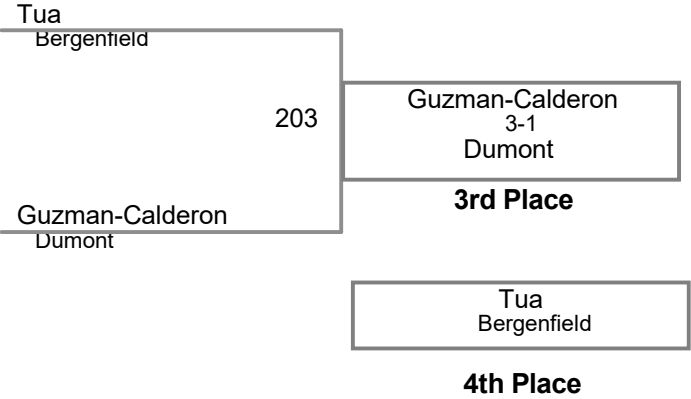 Tua
Bergenfield
203
Guzman-Calderon
3-1
Dumont
3rd Place
Guzman-Calderon
Dumont
Tua
Bergenfield
4th Place